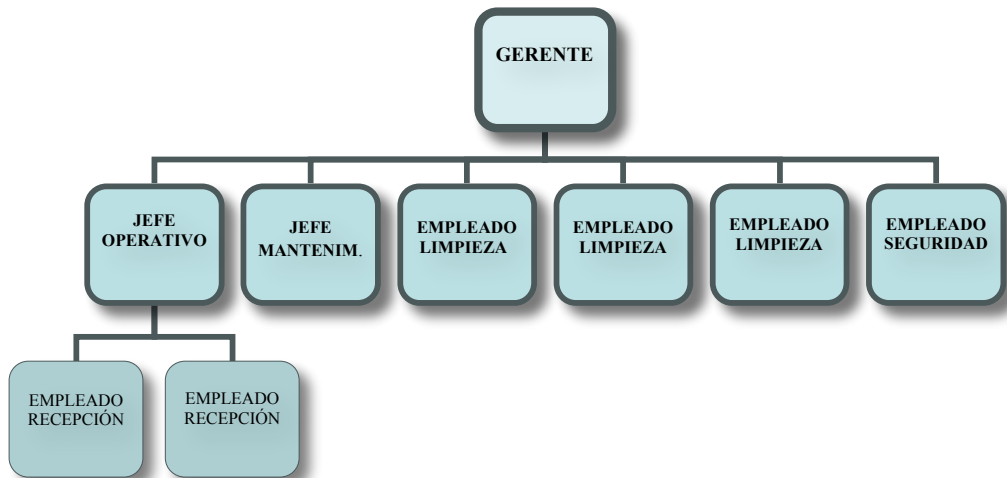 GERENTE
JEFE
OPERATIVO
JEFE
MANTENIM.
EMPLEADO
LIMPIEZA
EMPLEADO
LIMPIEZA
EMPLEADO
LIMPIEZA
EMPLEADO
SEGURIDAD
EMPLEADO
RECEPCIÓN
EMPLEADO
RECEPCIÓN